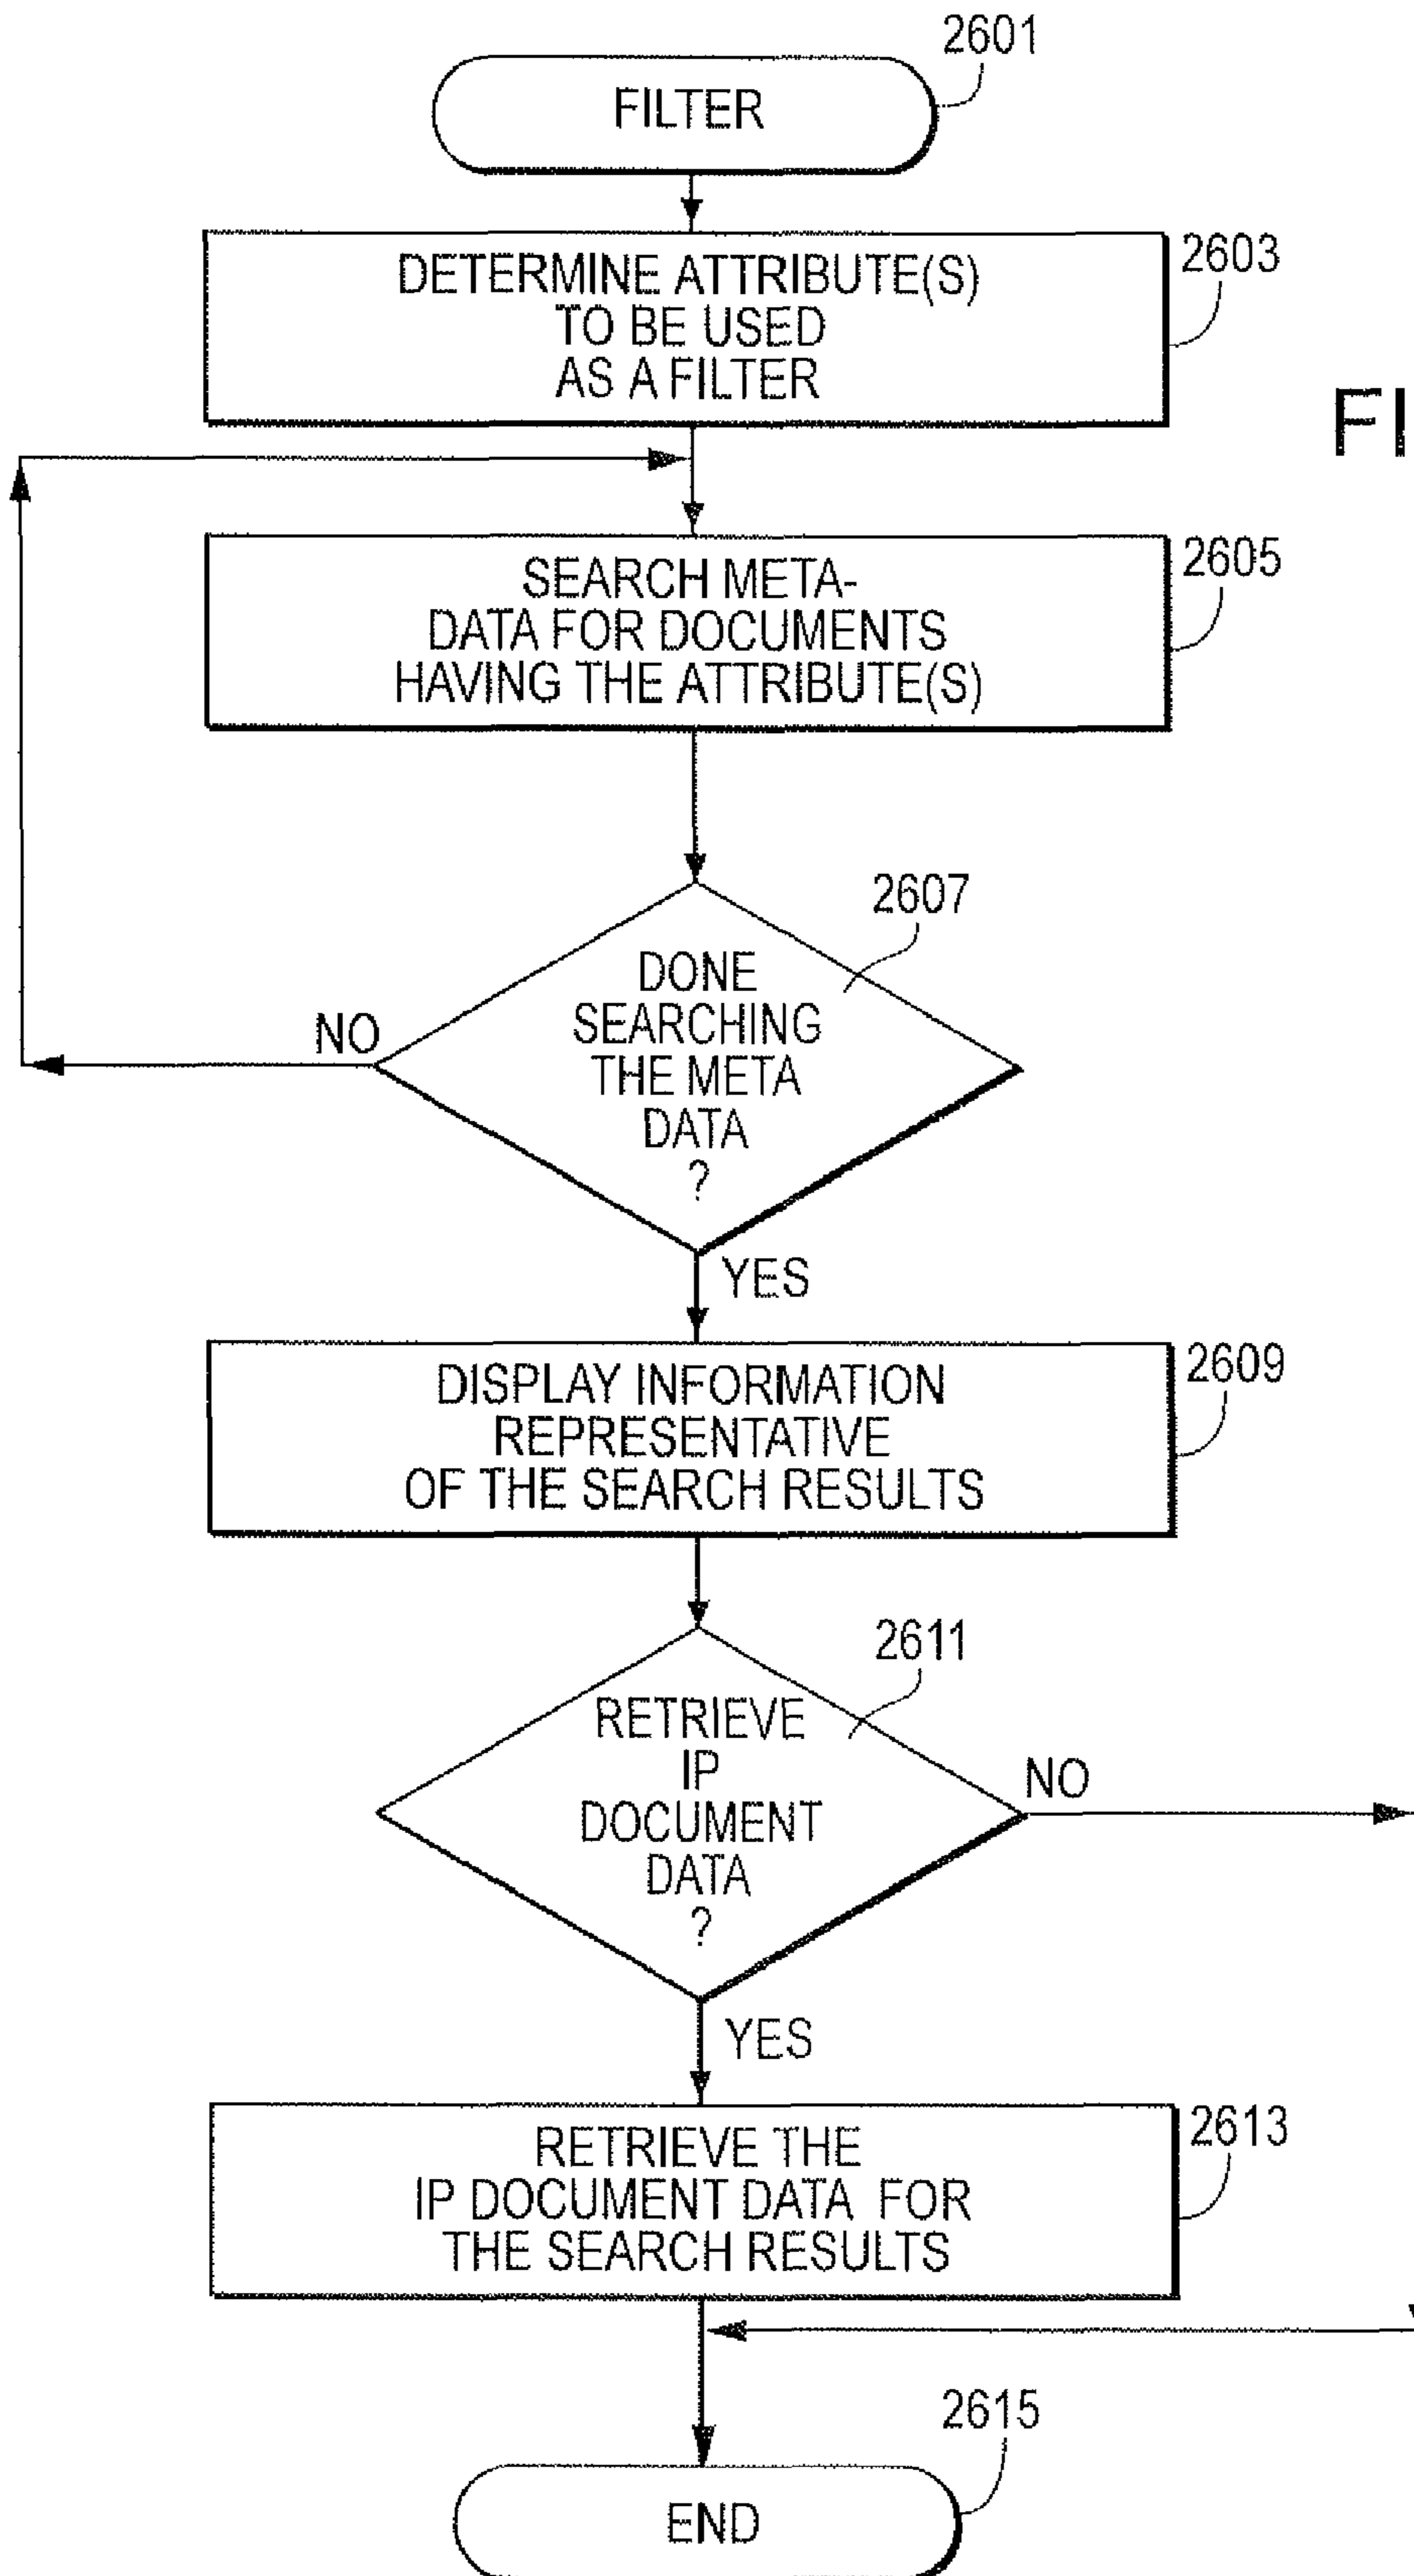 2601
FILTER
2603
DETERMINE ATTRIBUTE(S)
TO BE USED
AS A FILTER
FI
2605
SEARCH META-
DATA FOR DOCUMENTS
HAVING THE ATTRIBUTE(S)
2607
DONE
SEARCHING
THE META
DATA
?
NO
YES
2609
DISPLAY INFORMATION
REPRESENTATIVE
OF THE SEARCH RESULTS
2611
RETRIEVE
IP
DOCUMENT
DATA
?
NO
YES
2613
RETRIEVE THE
IP DOCUMENT DATA FOR
THE SEARCH RESULTS
2615
END